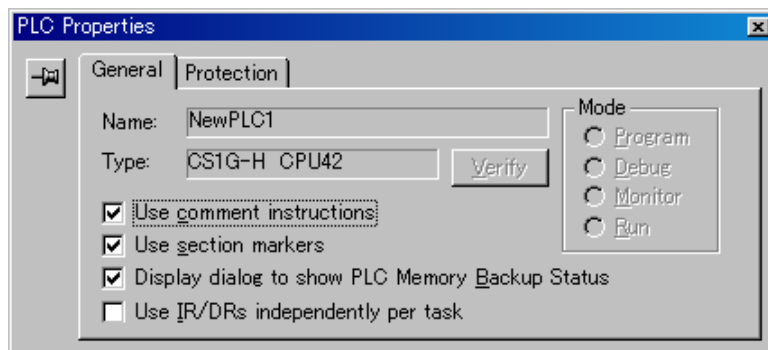 PLC Properties
General Protection
Name: NewPLC1
Type: CS1G-H CPU42 Verify
Mode
Program
Debug
Monitor
Run
Use comment instructions
Use section markers
Display dialog to show PLC Memory Backup Status
Use IR/DRs independently per task